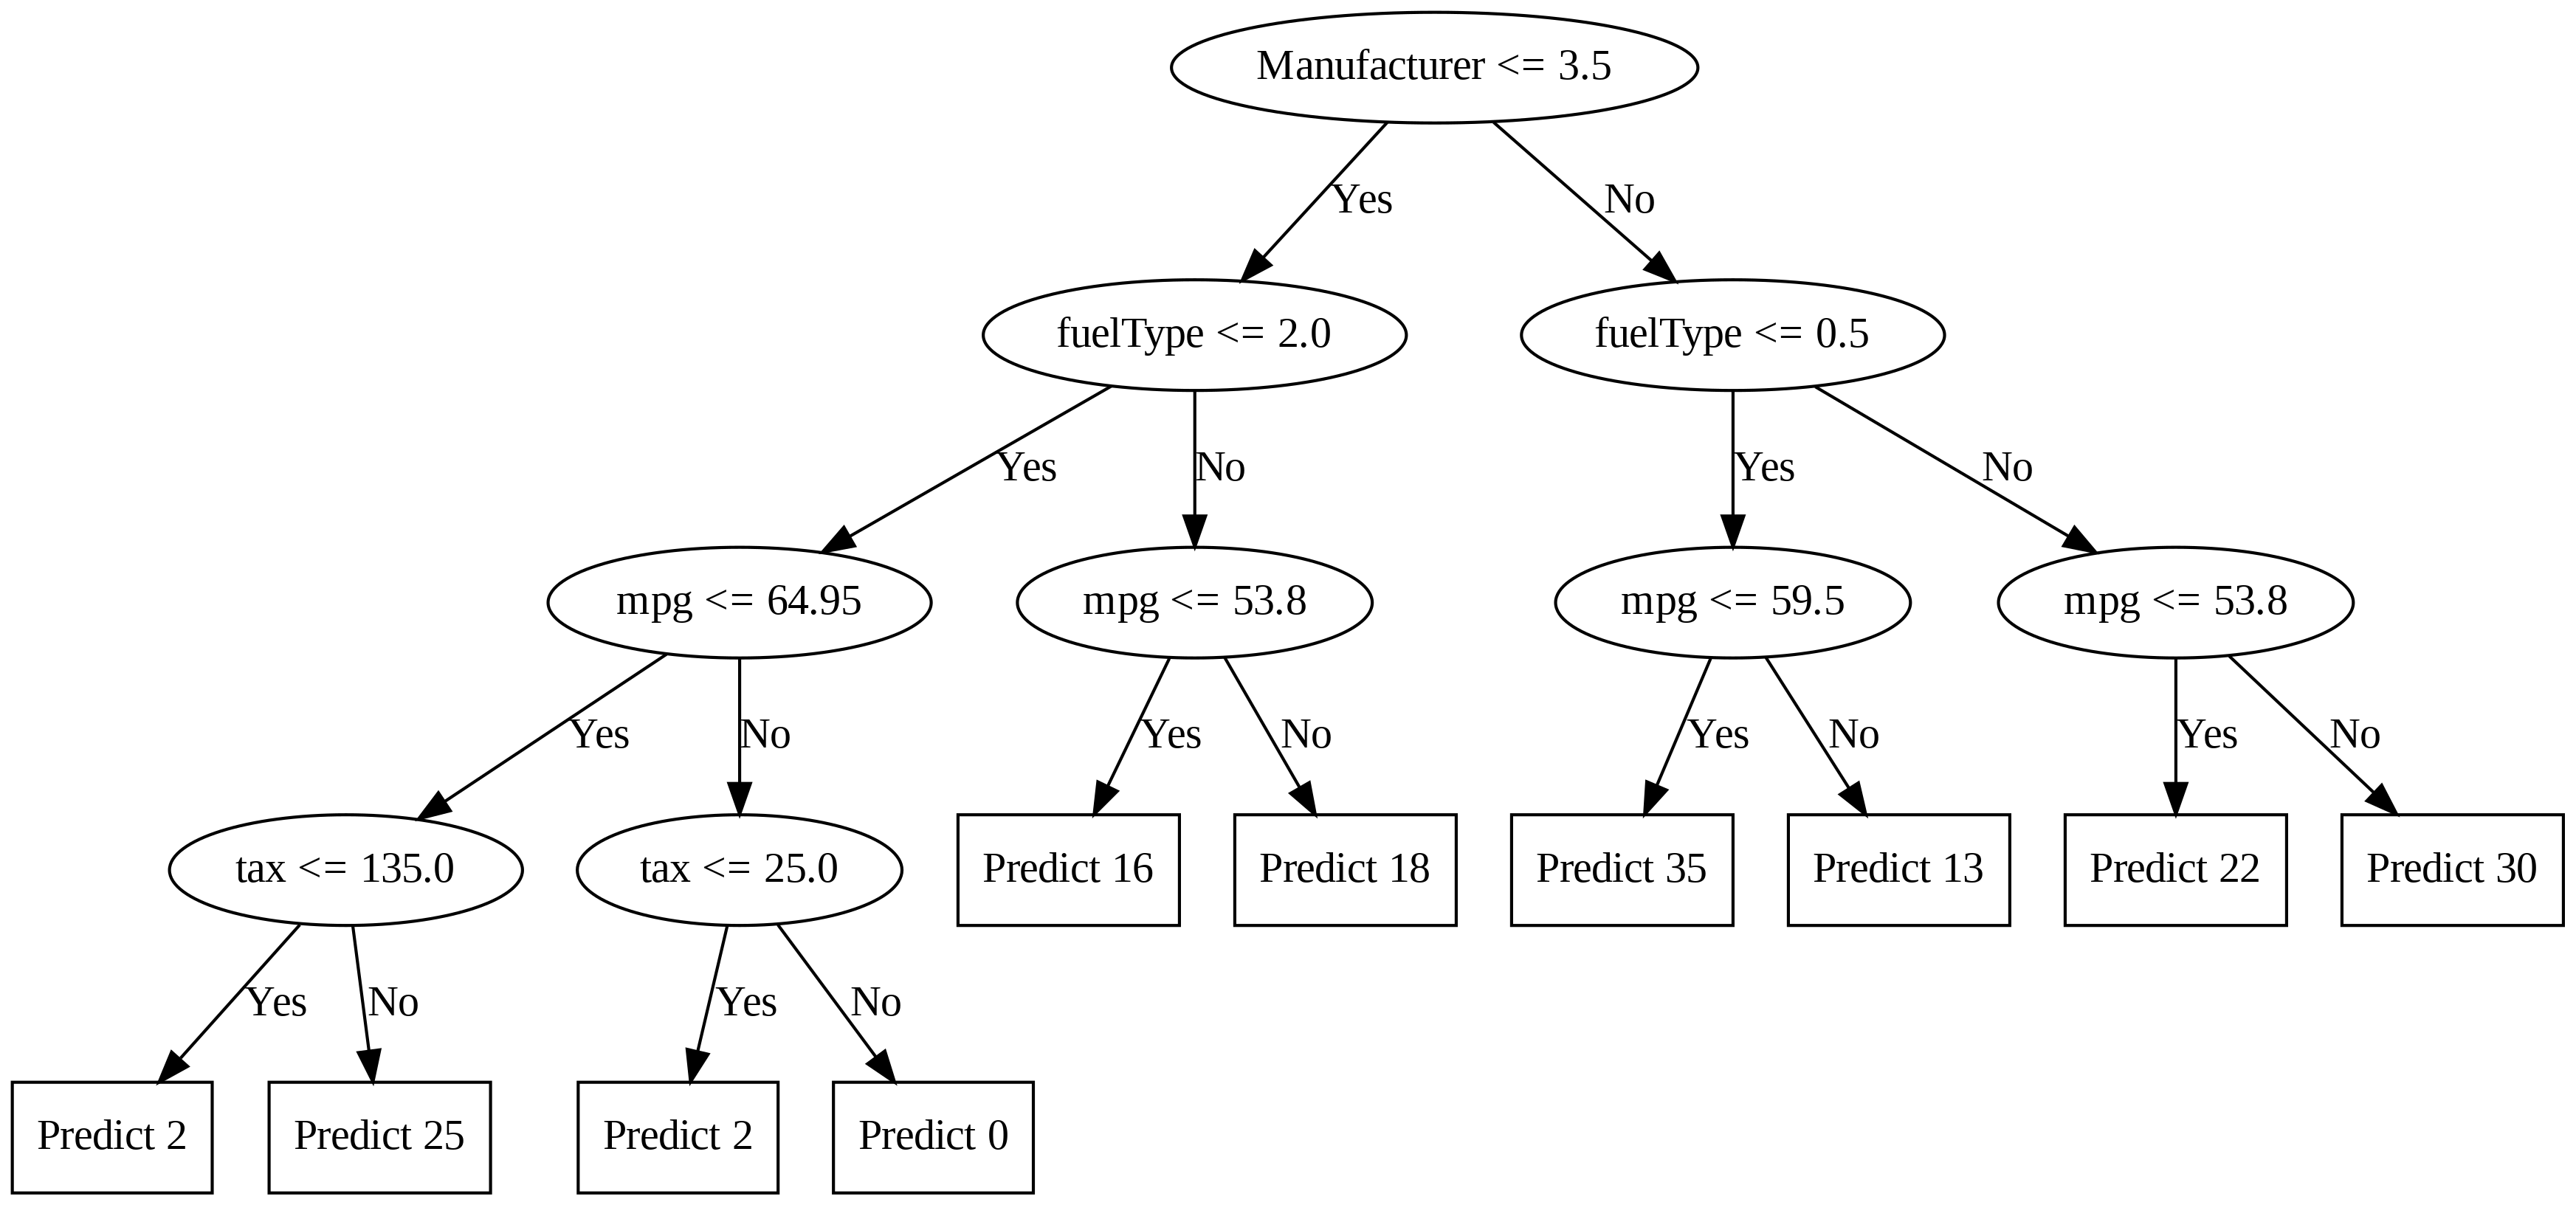 Manufacturer <= 3.5
Yes
No
fuelType <= 2.0
fuelType <= 0.5
Yes
No
Yes
No
mpg <= 64.95
mpg <= 53.8
mpg <= 59.5
mpg <= 53.8
Yes
No
Yes
No
Yes
No
Yes
No
tax <= 135.0
tax <= 25.0
Predict 16
Predict 18
Predict 35
Predict 13
Predict 22
Predict 30
Yes
No
Yes
No
Predict 2
Predict 25
Predict 2
Predict 0